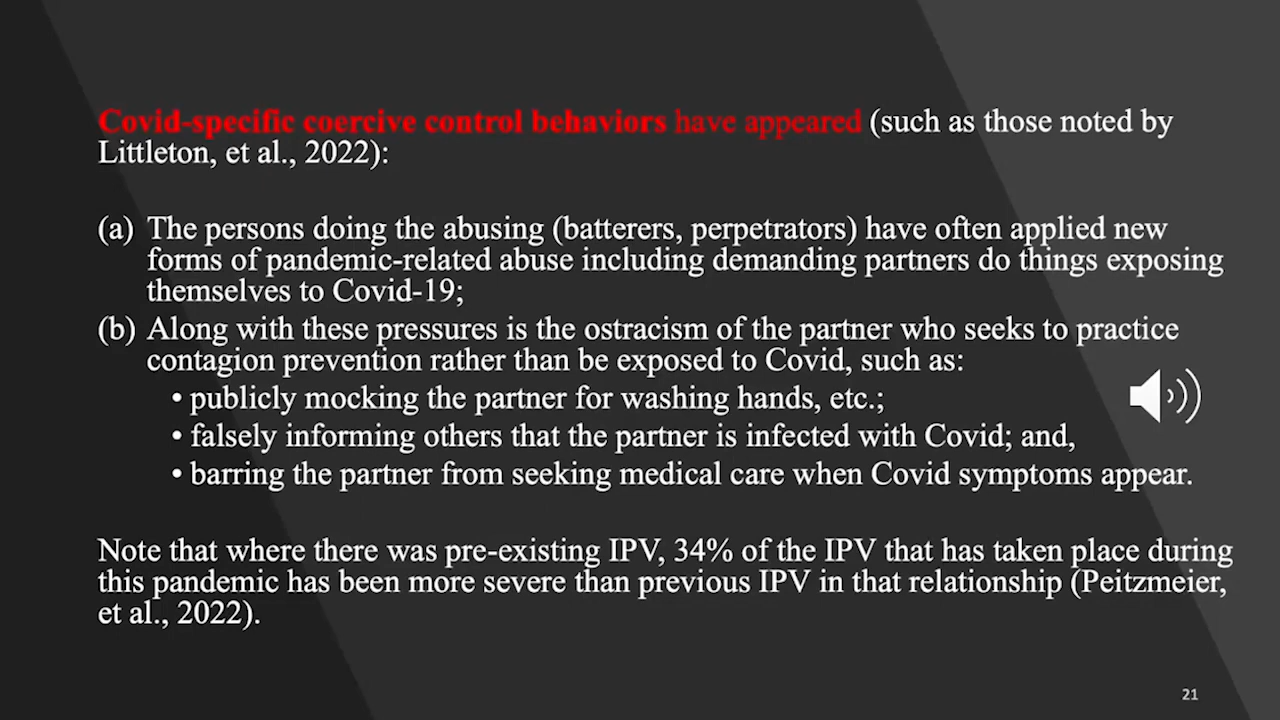 Covid-specific coercive control behaviors have appeared (such as those noted by
Littleton, et al., 2022):
(a) The persons doing the abusing (batterers, perpetrators) have often applied new
forms of pandemic-related abuse including demanding partners do things exposing
themselves to Covid-19;
(b) Along with these pressures is the ostracism of the partner who seeks to practice
contagion prevention rather than be exposed to Covid, such as:
• publicly mocking the partner for washing hands, etc.;
• falsely informing others that the partner is infected with Covid; and,
• barring the partner from seeking medical care when Covid symptoms appear.
Note that where there was pre-existing IPV, 34% of the IPV that has taken place during
this pandemic has been more severe than previous IPV in that relationship (Peitzmeier,
et al., 2022).
21